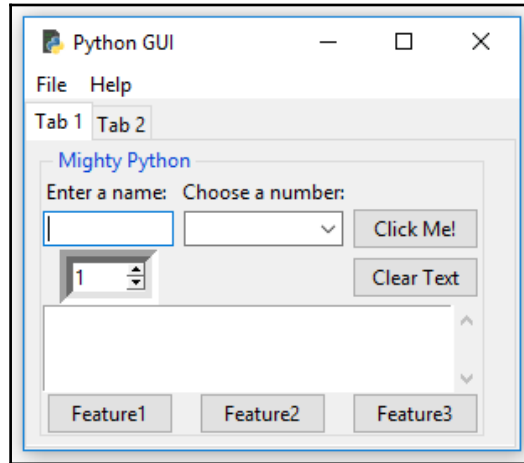 Python GUI
File Help
Tab 1 Tab 2
Mighty Python
Enter a name: Choose a number:
Click Me!
1
Clear Text
Feature1 Feature2 Feature3